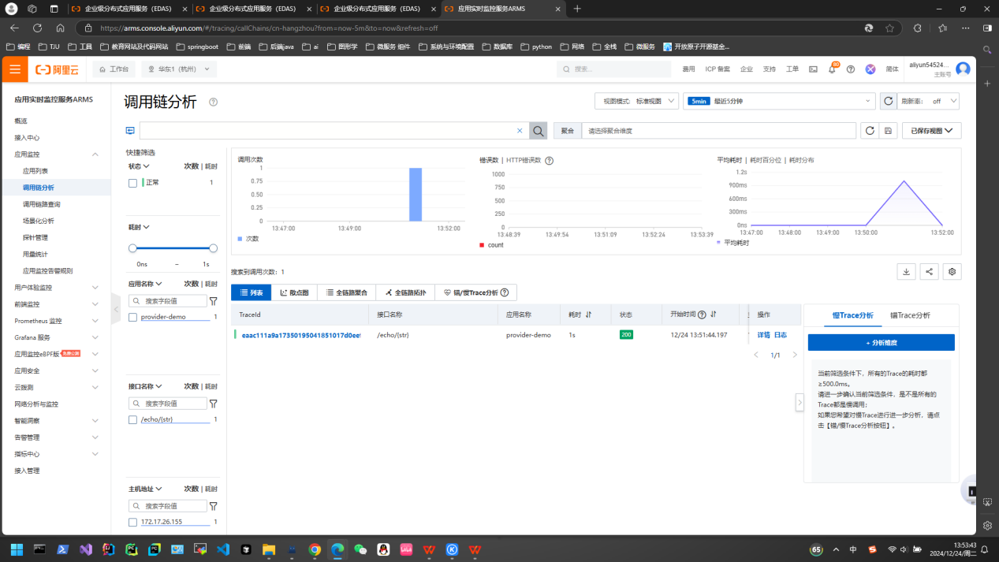 企业级分布式应用服务（EDAS）
企业级分布式应用服务（EDAS）
企业级分布式应用服务（EDAS）
应用实时监控服务ARMS
https://arms.console.aliyun.com/#/tracing/callChains/cn-hangzhou?from=now-5m&to=now&refresh=off
编程 TJU 工具 教育网站及代码网站 springboot 前端 后端java ai 图形学 微服务 组件 系统与环境配置 数据库 python 网络 全栈 微服务 开放原子开源基金...
阿里云 工作台 华东1（杭州） 搜索... 费用 ICP 备案 企业 支持 工单 80 简体 aliyun54524...
主账号
应用实时监控服务ARMS
概览
接入中心
应用监控
应用列表
调用链分析
调用链路查询
场景化分析
探针管理
用量统计
应用监控告警规则
用户体验监控
前端监控
Prometheus 监控
Grafana 服务
应用监控eBPF版 免费公测
应用安全
云拨测
网络分析与监控
智能洞察
告警管理
指标中心
接入管理
调用链分析
视图模式: 标准视图 5min 最近5分钟 刷新率: off
聚合 请选择聚合维度 已保存视图
快捷筛选
状态 次数 | 耗时
正常 1
耗时
0ns – 1s
应用名称 次数 | 耗时
搜索字段值
provider-demo 1
接口名称 次数 | 耗时
搜索字段值
/echo/{str} 1
主机地址 次数 | 耗时
搜索字段值
172.17.26.155 1
调用次数
1
0.75
0.50
0.25
0
13:47:00 13:49:00 13:52:00
次数
错误数 | HTTP错误数
1000
750
500
250
0
13:48:39 13:49:54 13:51:09 13:52:24 13:53:39
count
平均耗时 | 耗时百分位 | 耗时分布
1.2s
900ms
600ms
300ms
0ns
13:47:00 13:48:00 13:49:00 13:50:00 13:52:00
平均耗时
搜索到调用次数：1
列表 散点图 全链路聚合 全链路拓扑 错/慢Trace分析
TraceId 接口名称 应用名称 耗时 状态 开始时间 操作
eaac111a9a17350195041851017d0ee /echo/{str} provider-demo 1s 200 12/24 13:51:44.197 详情 日志
1/1
慢Trace分析 错Trace分析
+ 分析维度
当前筛选条件下，所有的Trace的耗时都
≥500.0ms。
请进一步确认当前筛选条件，是不是所有的
Trace都是慢调用；
如果您希望对慢Trace进行进一步分析，请点
击【错/慢Trace分析按钮】。
65 中 13:53:43
2024/12/24/周二